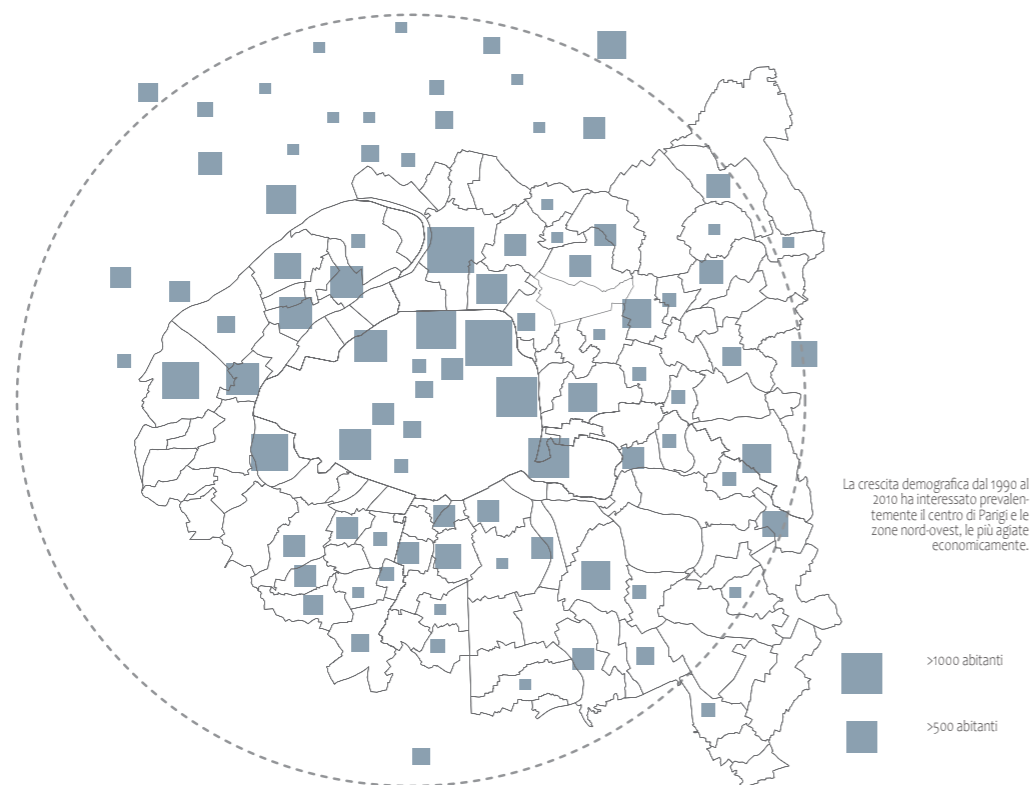 La crescita demografica dal 1990 al
2010 ha interessato prevalen-
temente il centro di Parigi e le
zone nord-ovest, le più agiate
economicamente.
>1000 abitanti
>500 abitanti